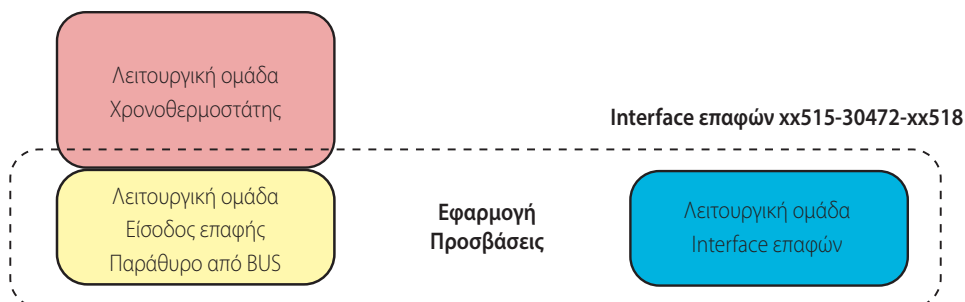 Λειτουργική ομάδα
Χρονοθερμοστάτης
Interface επαφών xx515-30472-xx518
Λειτουργική ομάδα
Είσοδος επαφής
Παράθυρο από BUS
Εφαρμογή
Προσβάσεις
Λειτουργική ομάδα
Interface επαφών